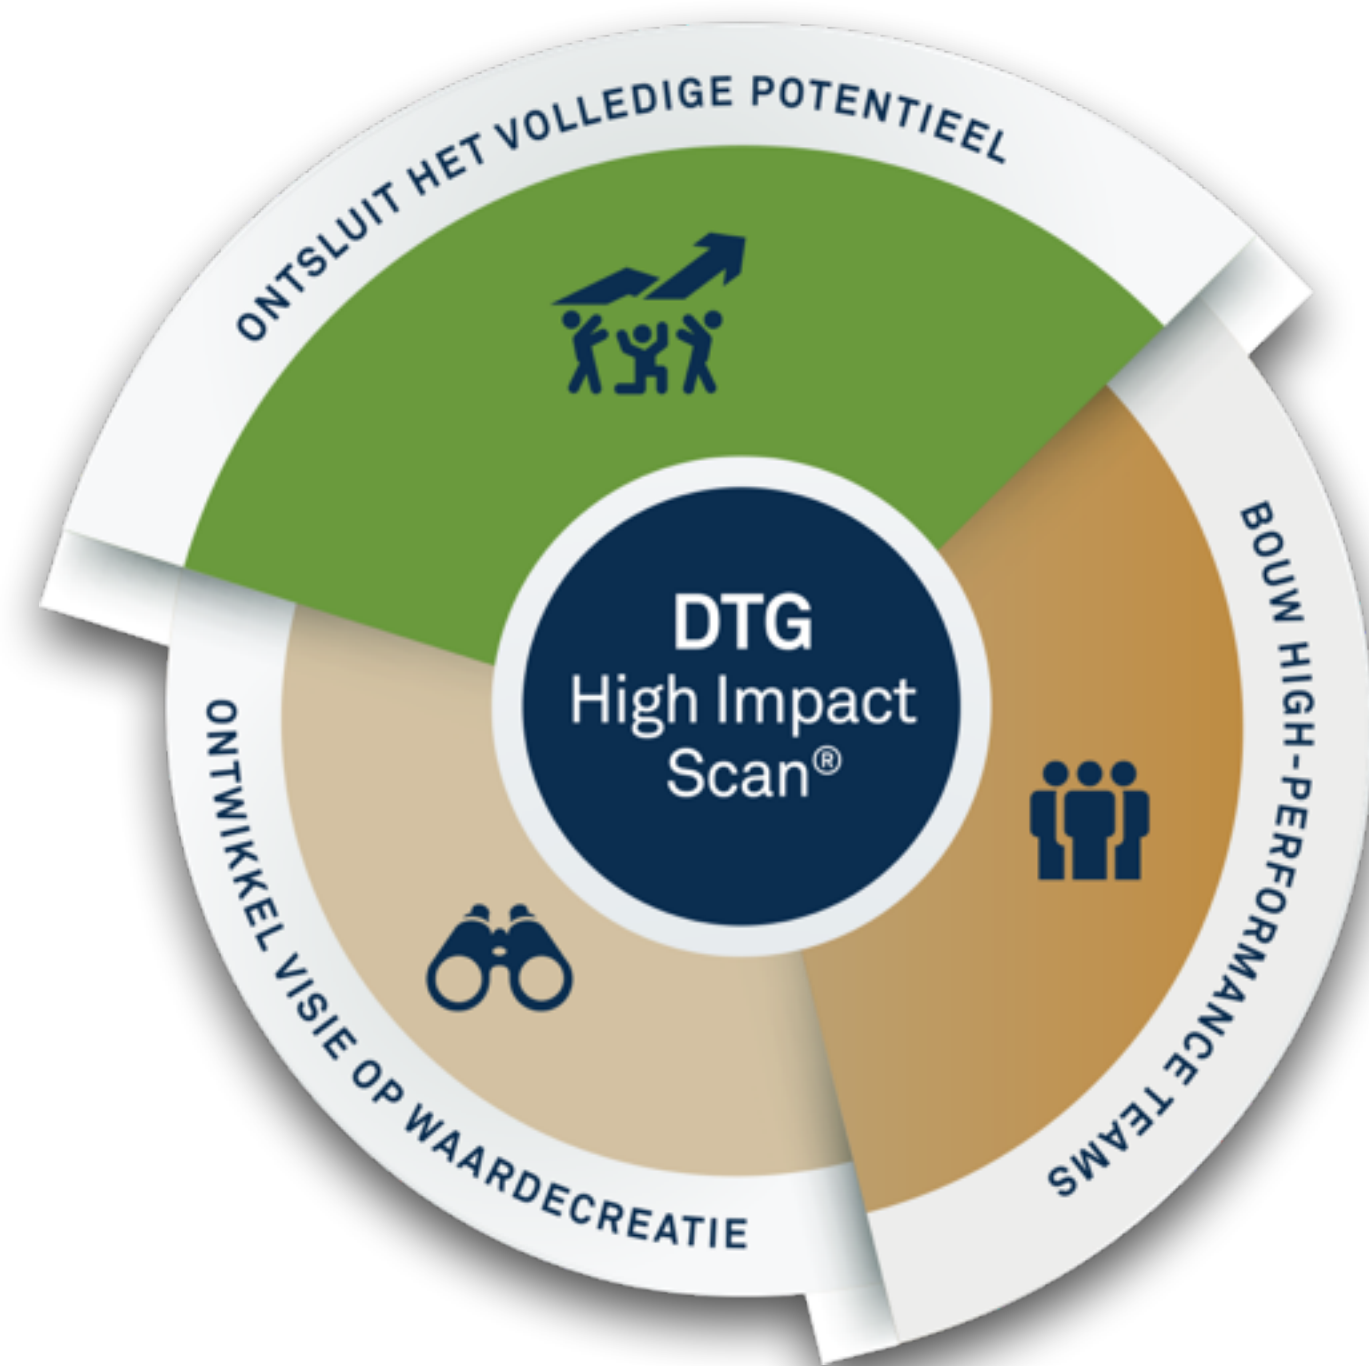 ONTSLUIT HET VOLLEDIGE POTENTIEEL
BOUW HIGH-PERFORMANCE TEAMS
ONTWIKKEL VISIE OP WAARDECREATIE
DTG
High Impact
Scan®